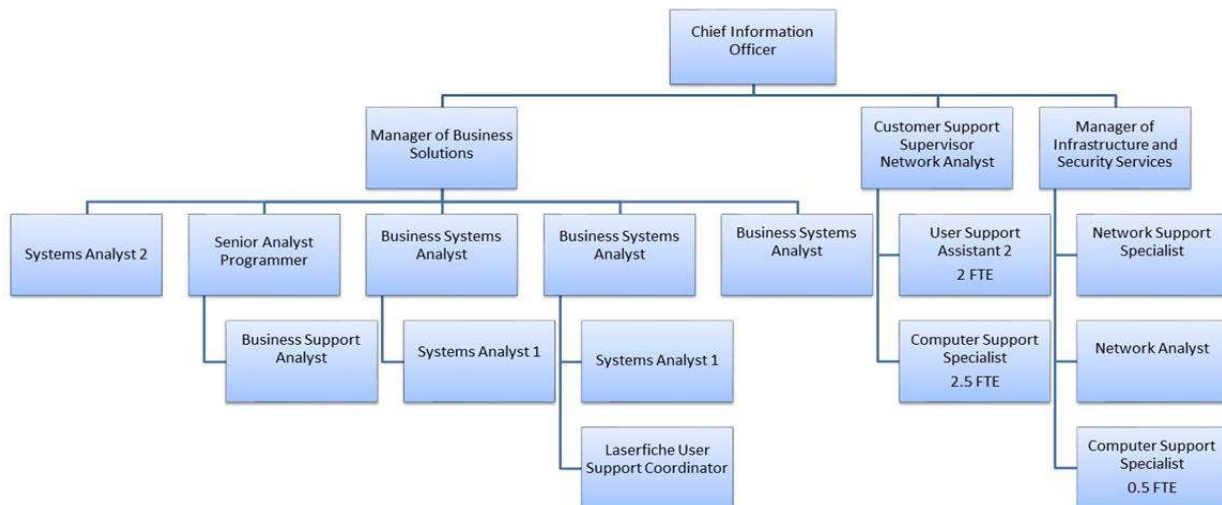 Chief Information
Officer
Manager of Business
Solutions
Customer Support
Supervisor
Network Analyst
Manager of
Infrastructure and
Security Services
Systems Analyst 2
Senior Analyst
Programmer
Business Systems
Analyst
Business Systems
Analyst
Business Systems
Analyst
User Support
Assistant 2
2 FTE
Network Support
Specialist
Business Support
Analyst
Systems Analyst 1
Systems Analyst 1
Computer Support
Specialist
2.5 FTE
Network Analyst
Laserfiche User
Support Coordinator
Computer Support
Specialist
0.5 FTE